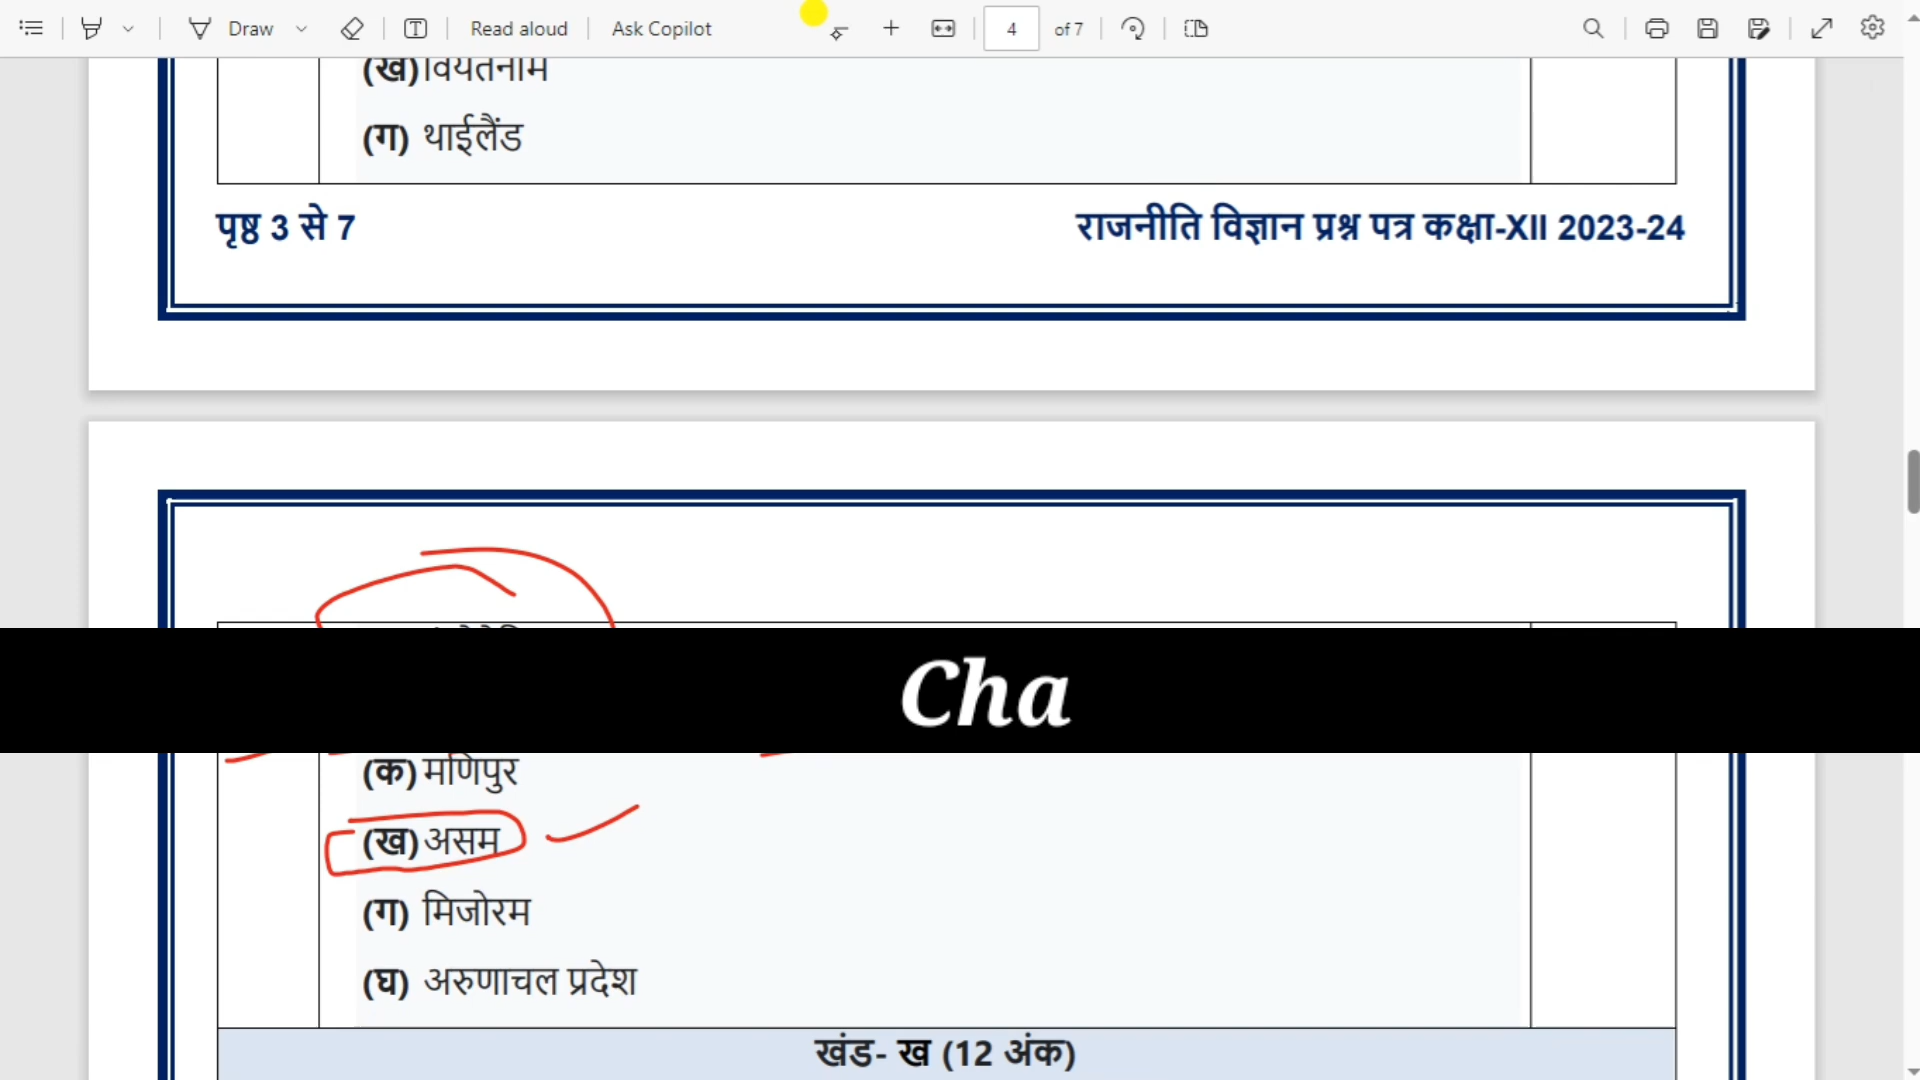 Draw
Read aloud
Ask Copilot
4
of 7
(ख) वियतनाम
(ग) थाईलैंड
पृष्ठ 3 से 7
राजनीति विज्ञान प्रश्न पत्र कक्षा-XII 2023-24
Cha
(क) मणिपुर
(ख) असम
(ग) मिजोरम
(घ) अरुणाचल प्रदेश
खंड- ख (12 अंक)